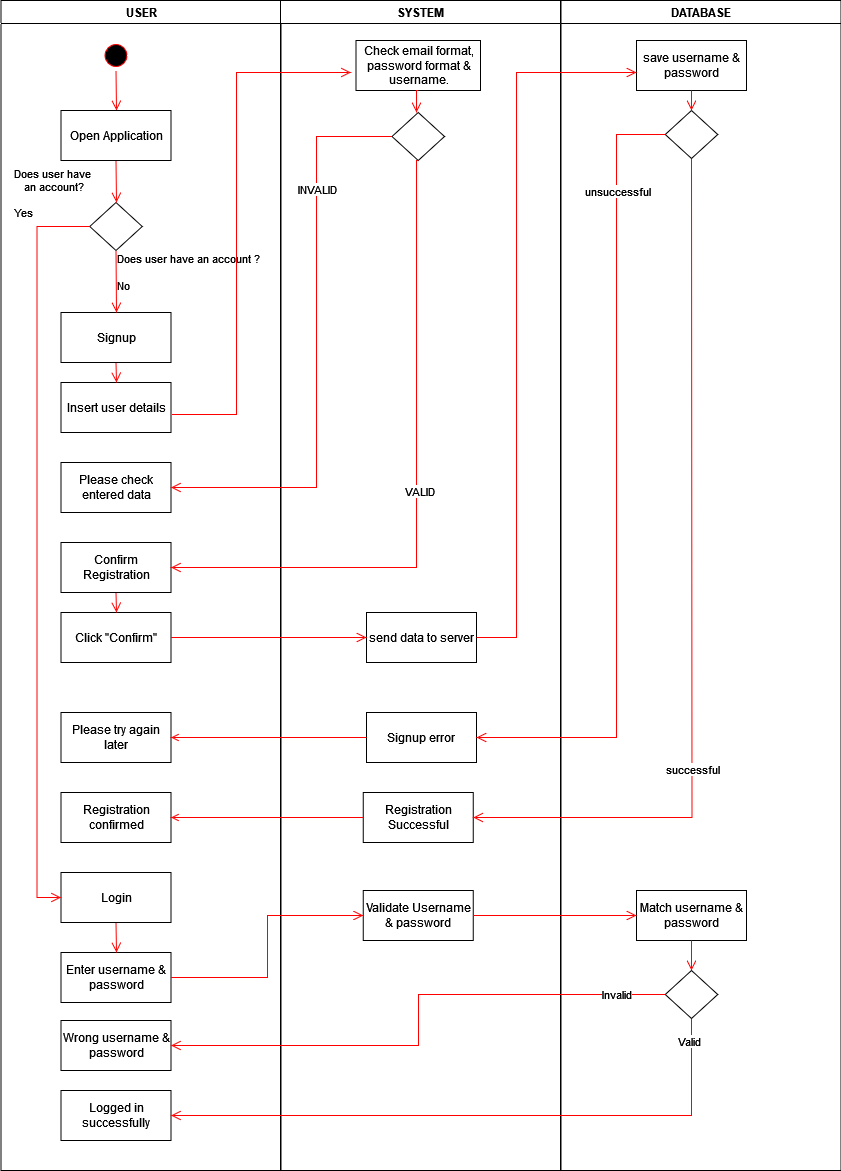 USER
SYSTEM
DATABASE
Check email format,
password format &
username.
save username &
password
Open Application
Does user have
an account?
Yes
INVALID
unsuccessful
Does user have an account ?
No
Signup
Insert user details
Please check
entered data
VALID
Confirm
Registration
Click "Confirm"
send data to server
Please try again
later
Signup error
successful
Registration
confirmed
Registration
Successful
Login
Validate Username
& password
Match username &
password
Enter username &
password
Invalid
Wrong username &
password
Valid
Logged in
successfully